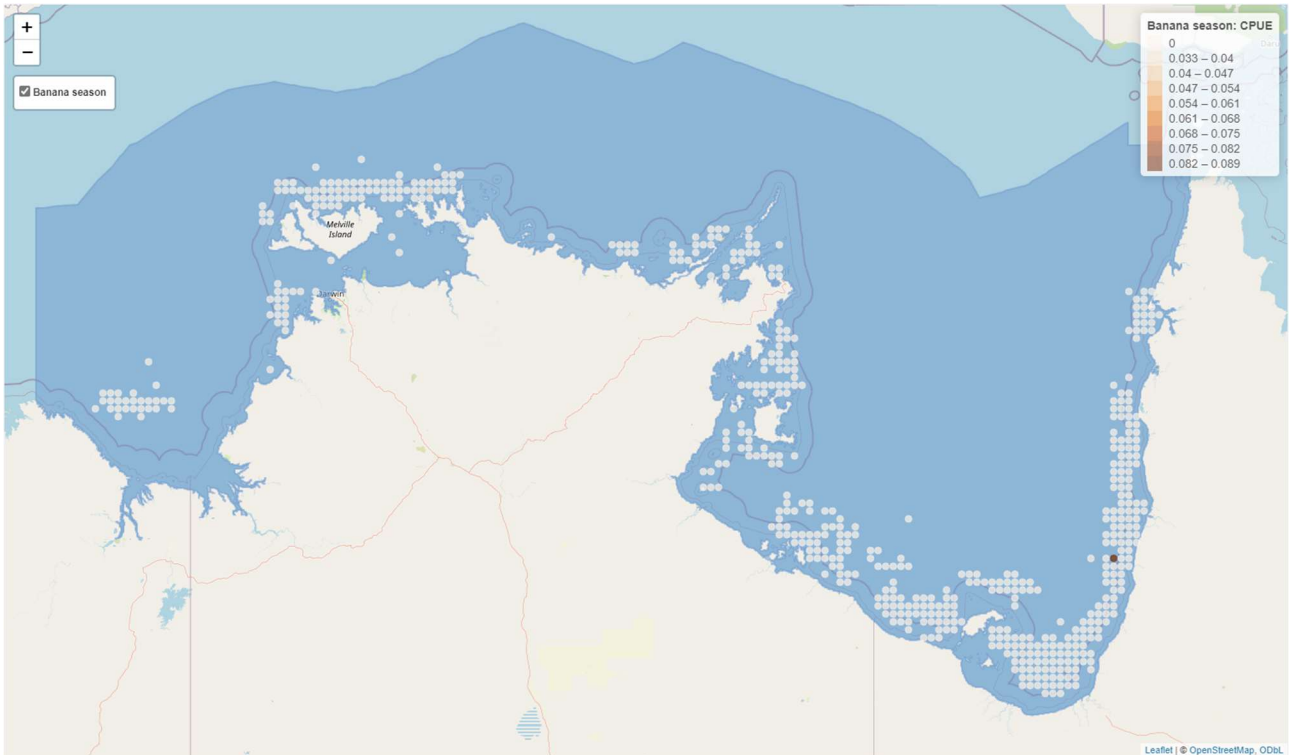 +
−
Banana season
Banana season: CPUE
0
0.033 – 0.04
0.04 – 0.047
0.047 – 0.054
0.054 – 0.061
0.061 – 0.068
0.068 – 0.075
0.075 – 0.082
0.082 – 0.089
Melville
Island
Leaflet | © OpenStreetMap, ODbL